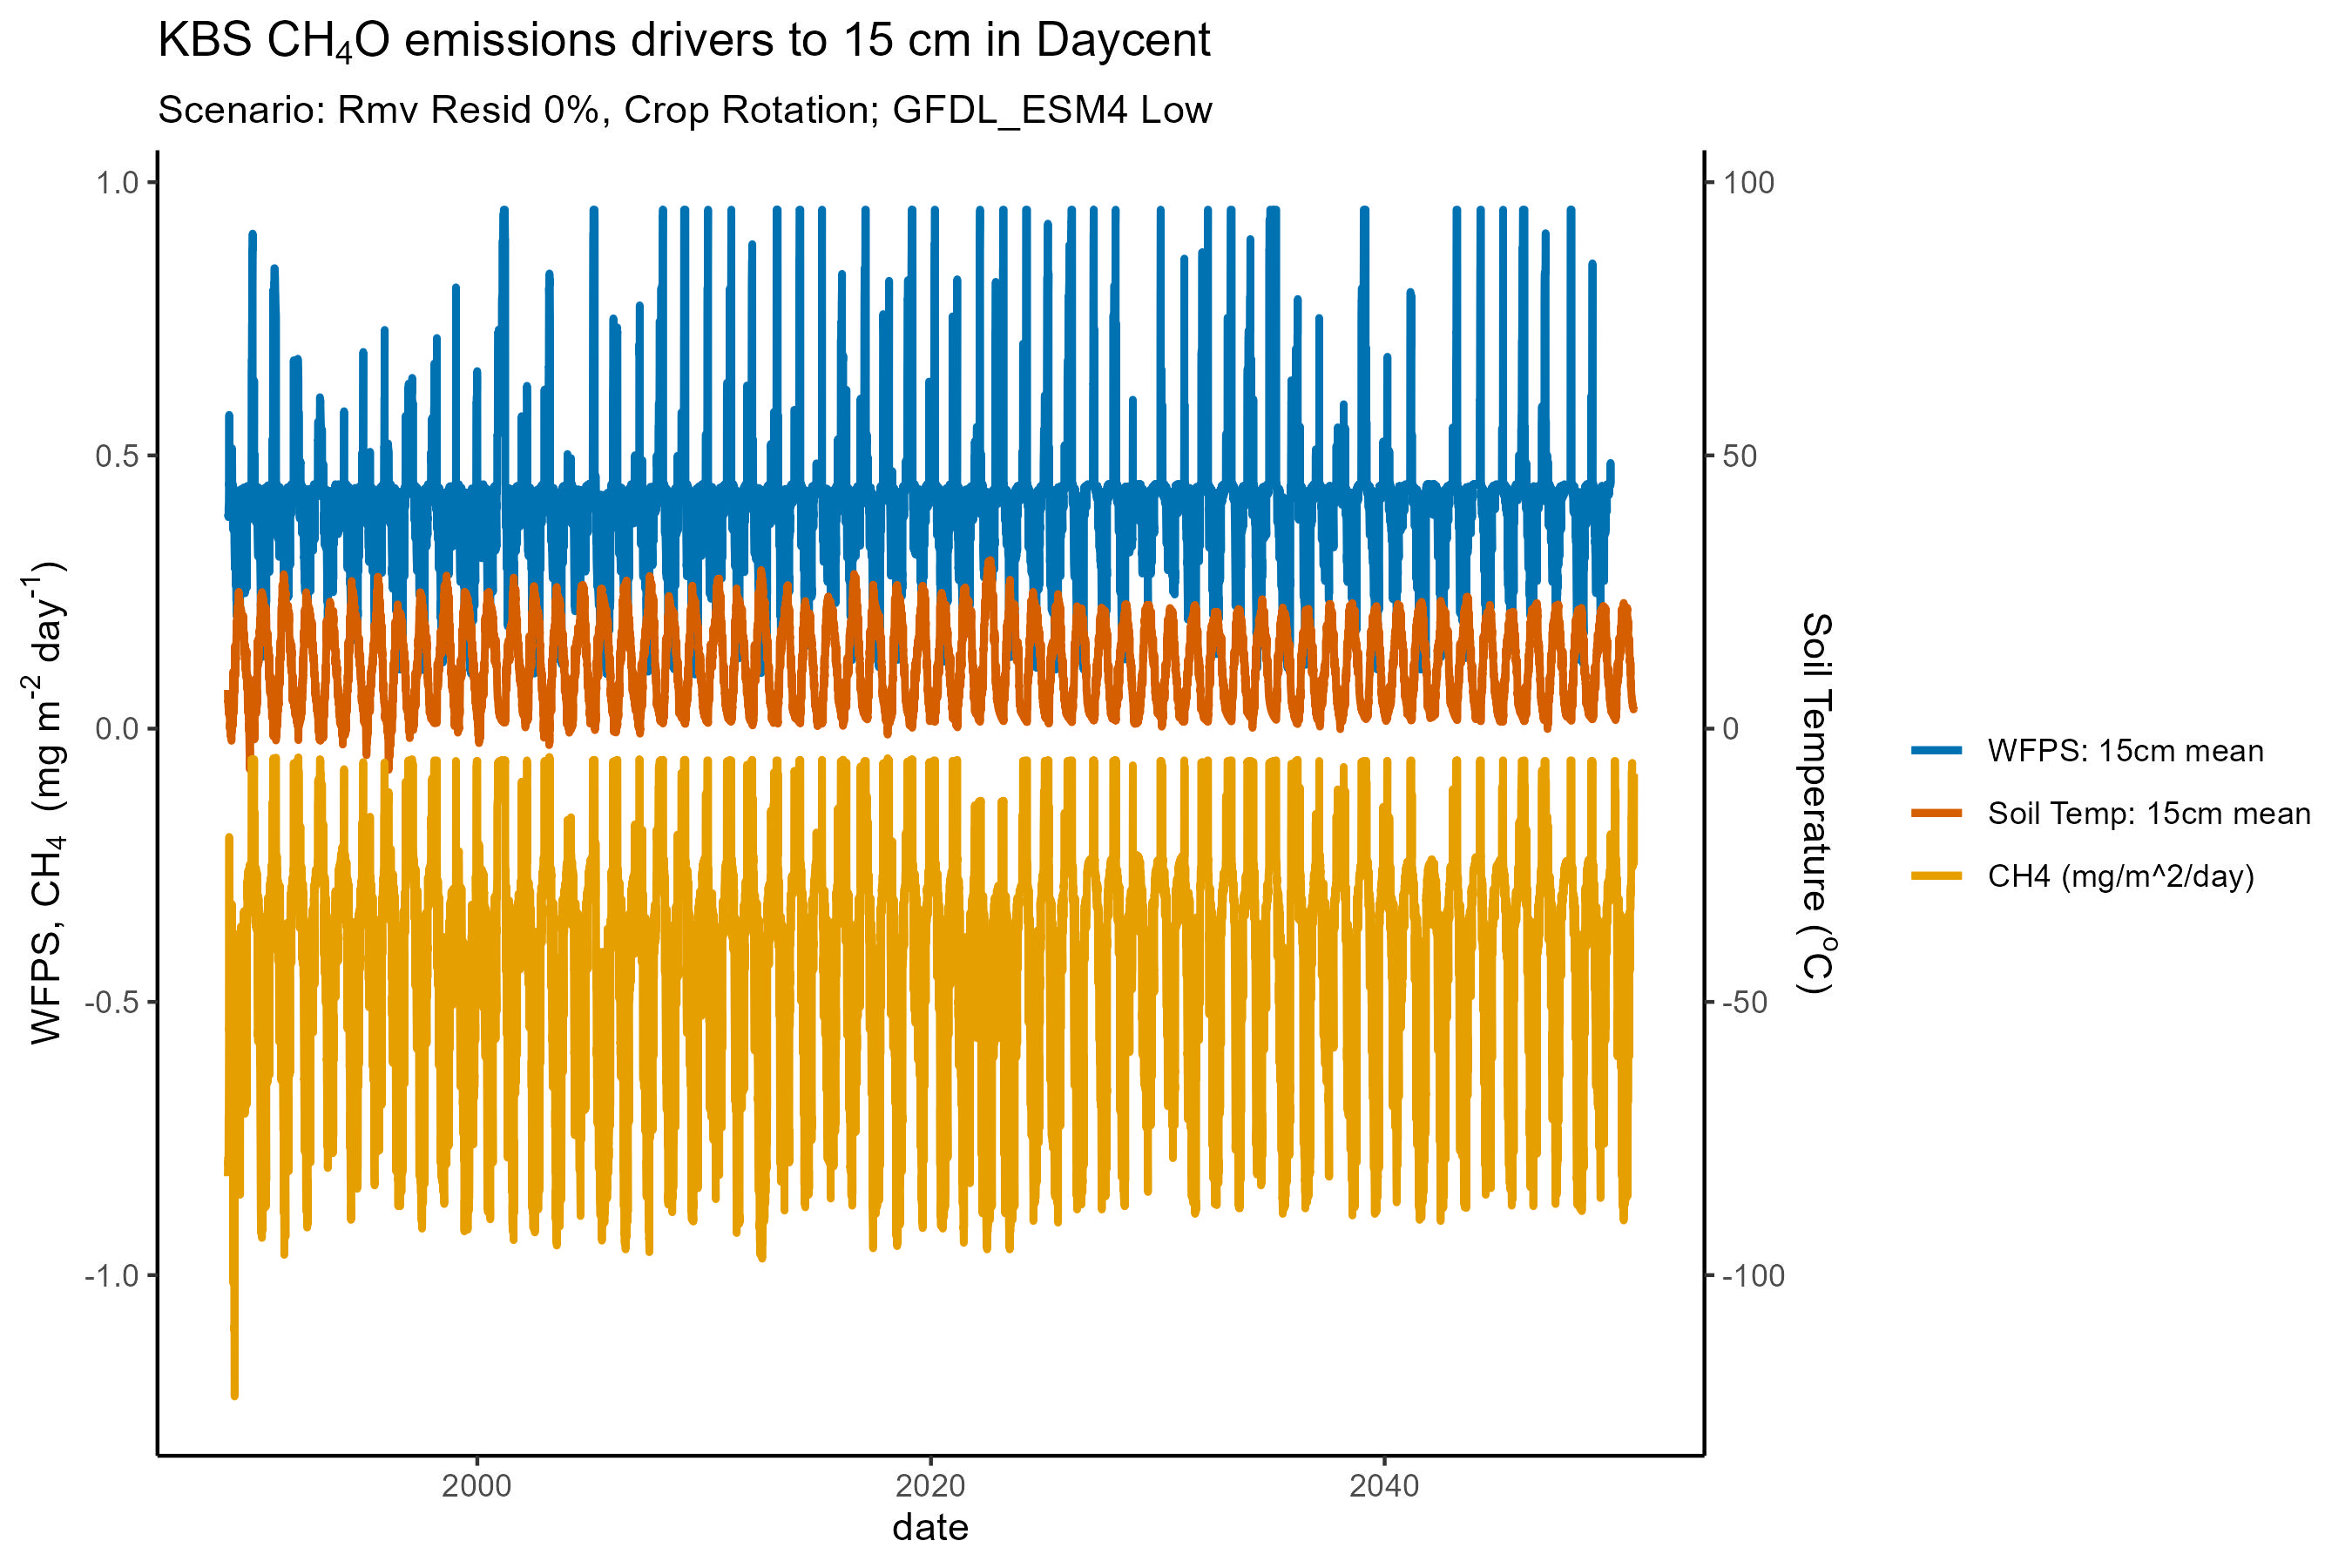 KBS CH₄O emissions drivers to 15 cm in Daycent
Scenario: Rmv Resid 0%, Crop Rotation; GFDL_ESM4 Low
WFPS, CH₄ (mg m⁻² day⁻¹)
1.0
0.5
0.0
-0.5
-1.0
2000
2020
2040
date
100
50
0
-50
-100
Soil Temperature (ºC)
WFPS: 15cm mean
Soil Temp: 15cm mean
CH4 (mg/m^2/day)